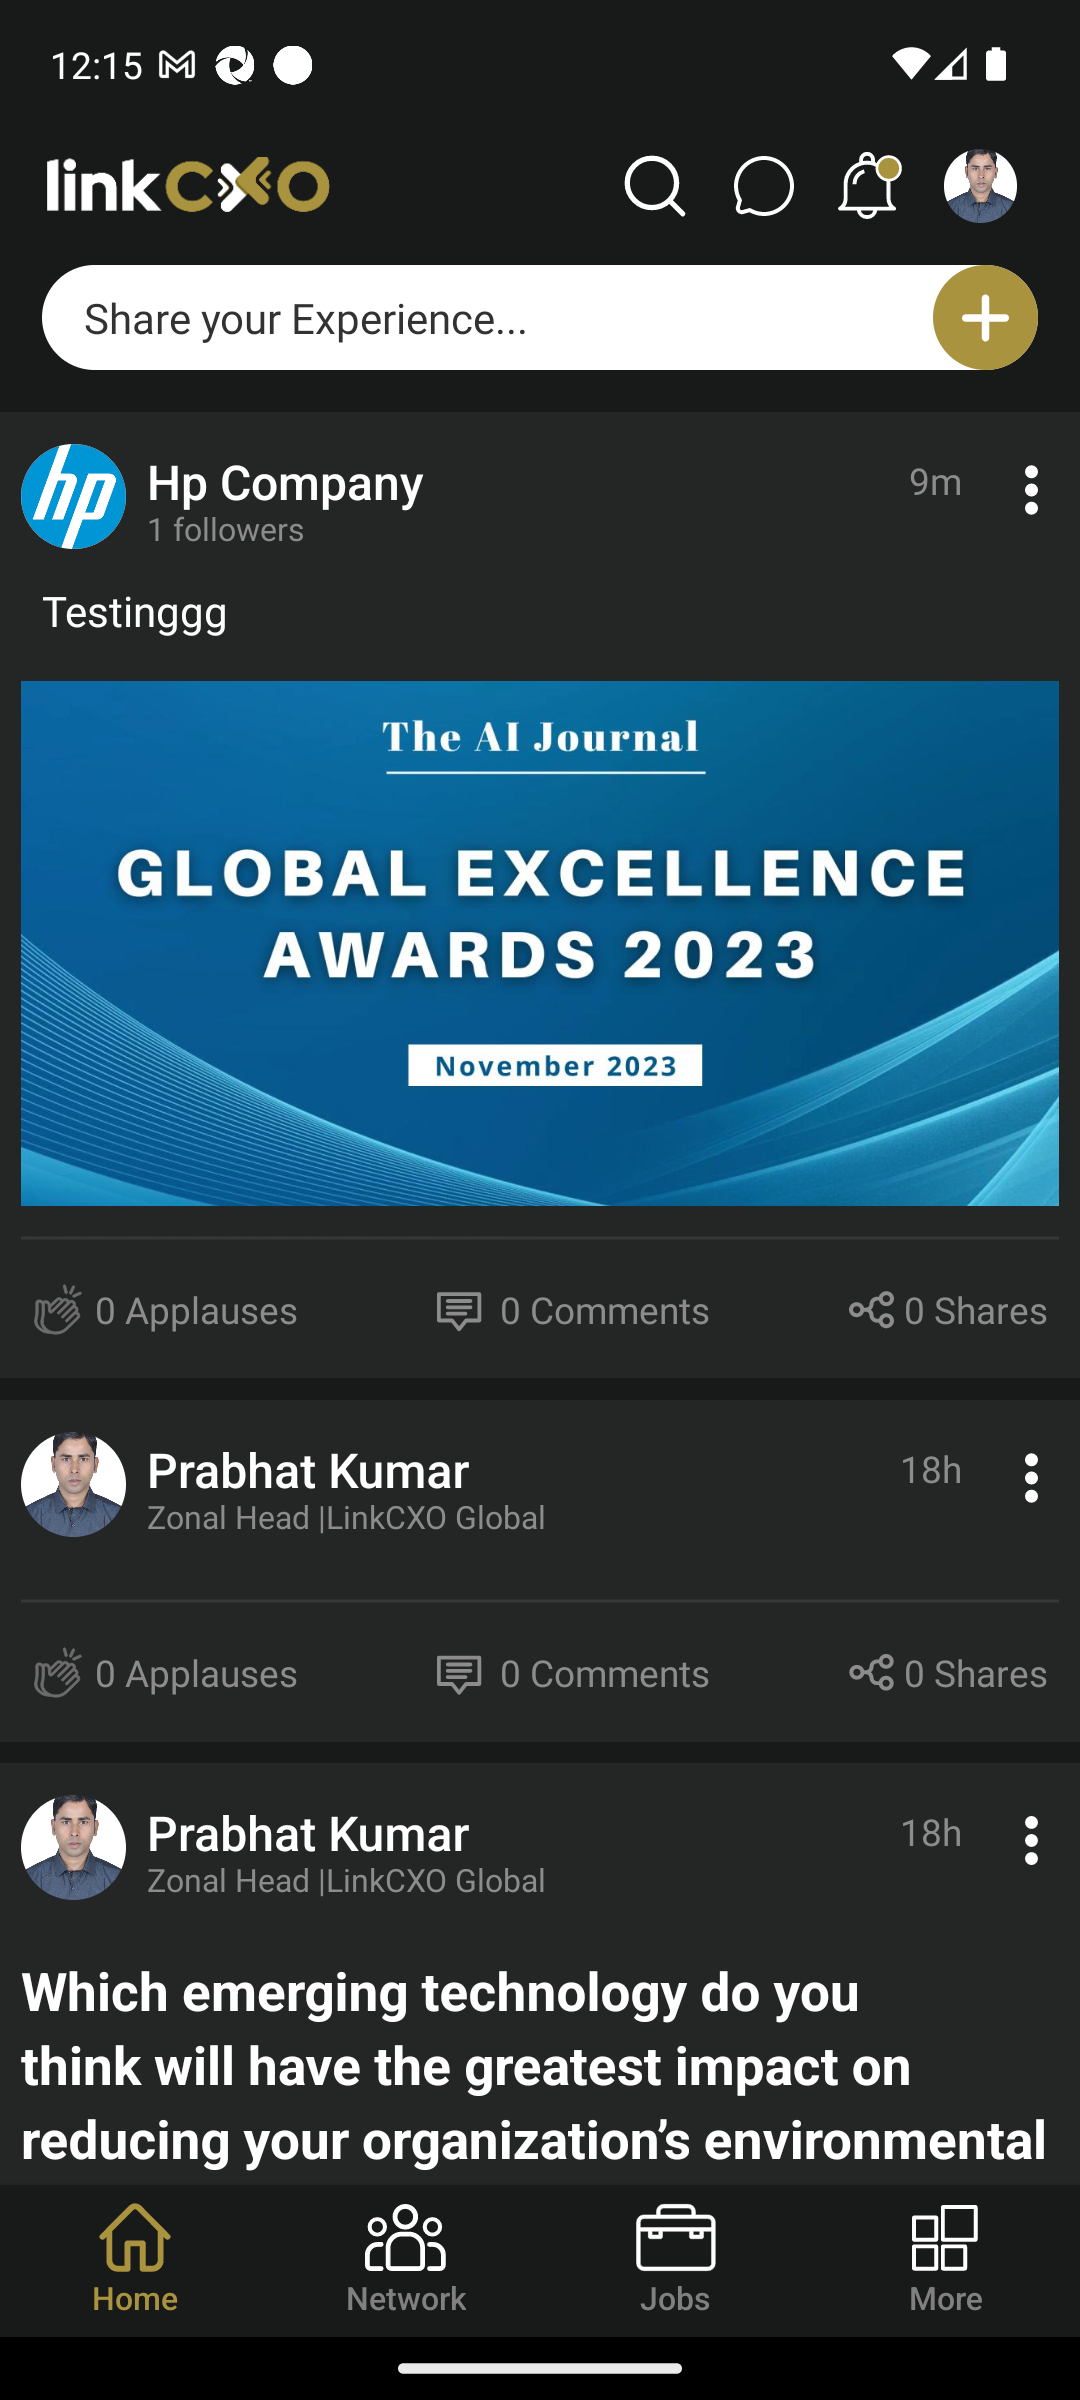 12:15
linkCXO
Share your Experience...
hp
Hp Company
9m
1 followers
Testinggg
The AI Journal
GLOBAL EXCELLENCE
AWARDS 2023
November 2023
0 Applauses
0 Comments
0 Shares
Prabhat Kumar
18h
Zonal Head |LinkCXO Global
0 Applauses
0 Comments
0 Shares
Prabhat Kumar
18h
Zonal Head |LinkCXO Global
Which emerging technology do you
think will have the greatest impact on
reducing your organization’s environmental
Home
Network
Jobs
More